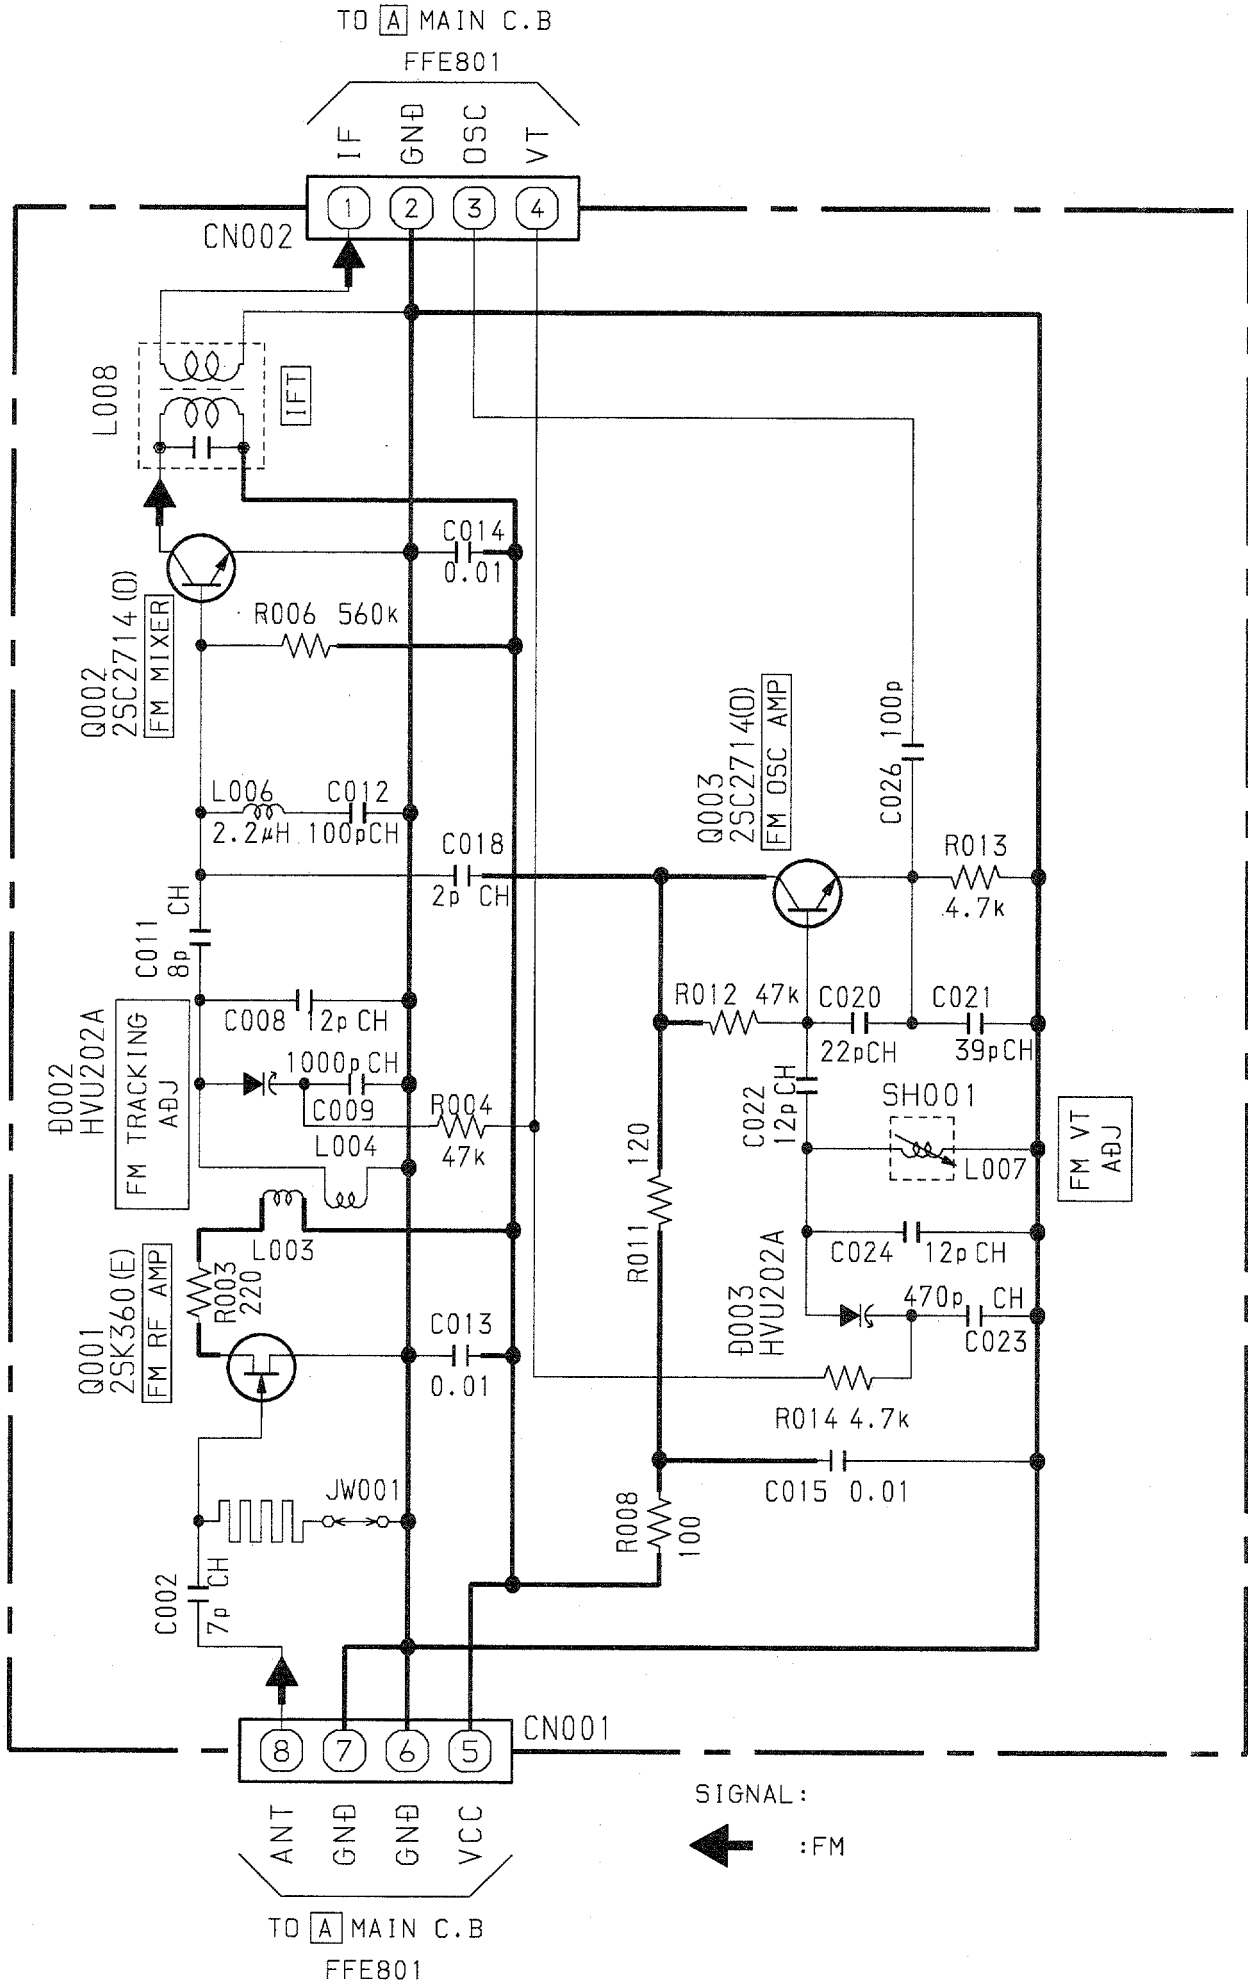 TO A MAIN C.B
FFE801
IF
GND
OSC
VT
1
2
3
4
CN002
L008
IFT
C014
0.01
Q002
2SC2714(O)
FM MIXER
R006 560k
L006
2.2μH
C012
100pCH
Q003
2SC2714(O)
FM OSC AMP
C026 100p
C018
2p CH
R013
4.7k
C011
8p CH
R012 47k
C020
22pCH
C021
39pCH
C008 12p CH
D002
HVU202A
FM TRACKING
ADJ
1000p CH
C009
R004
47k
C022
12p CH
SH001
L007
FM VT
ADJ
L004
L003
R011 120
C024 12p CH
R003
220
D003
HVU202A
470p CH
C023
Q001
2SK360(E)
FM RF AMP
C013
0.01
R014 4.7k
JW001
C015 0.01
R008
100
C002
7p CH
CN001
8
7
6
5
ANT
GND
GND
VCC
SIGNAL:
:FM
TO A MAIN C.B
FFE801